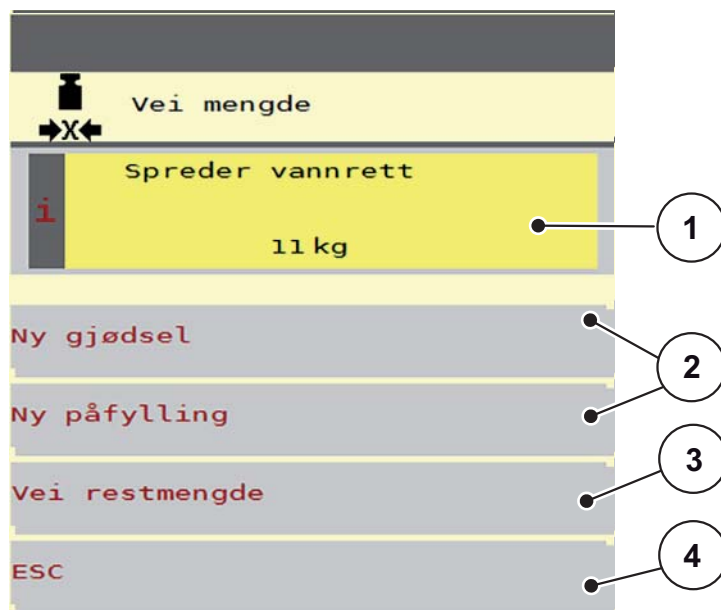 Vei mengde
X
Spreder vannrett
i
11 kg
1
Ny gjødsel
2
Ny påfylling
Vei restmengde
3
ESC
4